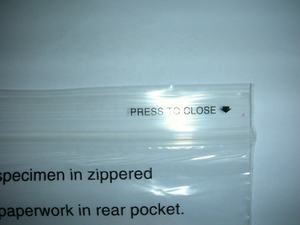 PRESS TO CLOSE
specimen in zippered
paperwork in rear pocket.